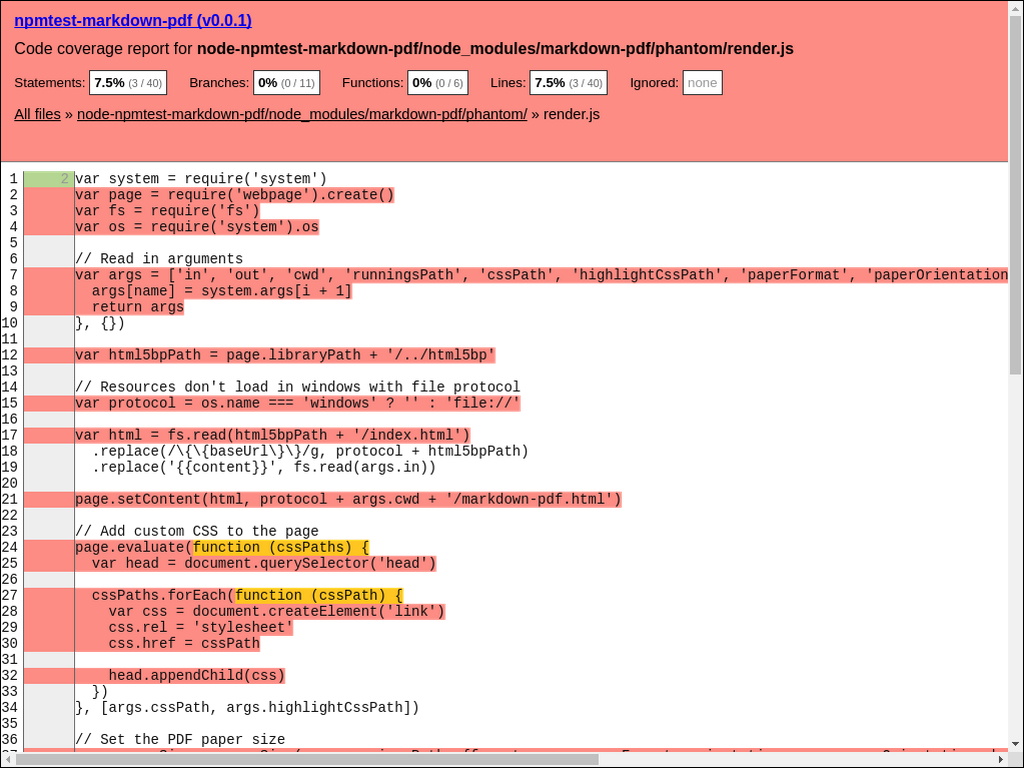 npmtest-markdown-pdf (v0.0.1)
Code coverage report for node-npmtest-markdown-pdf/node_modules/markdown-pdf/phantom/render.js
Statements: 7.5% (3 / 40) Branches: 0% (0 / 11) Functions: 0% (0 / 6) Lines: 7.5% (3 / 40) Ignored: none
All files » node-npmtest-markdown-pdf/node_modules/markdown-pdf/phantom/ » render.js
1 2 var system = require('system')
2 var page = require('webpage').create()
3 var fs = require('fs')
4 var os = require('system').os
5
6 // Read in arguments
7 var args = ['in', 'out', 'cwd', 'runningsPath', 'cssPath', 'highlightCssPath', 'paperFormat', 'paperOrientation
8 args[name] = system.args[i + 1]
9 return args
10 }, {})
11
12 var html5bpPath = page.libraryPath + '/../html5bp'
13
14 // Resources don't load in windows with file protocol
15 var protocol = os.name === 'windows' ? '' : 'file://'
16
17 var html = fs.read(html5bpPath + '/index.html')
18 .replace(/\{\{baseUrl\}\}/g, protocol + html5bpPath)
19 .replace('{{content}}', fs.read(args.in))
20
21 page.setContent(html, protocol + args.cwd + '/markdown-pdf.html')
22
23 // Add custom CSS to the page
24 page.evaluate(function (cssPaths) {
25 var head = document.querySelector('head')
26
27 cssPaths.forEach(function (cssPath) {
28 var css = document.createElement('link')
29 css.rel = 'stylesheet'
30 css.href = cssPath
31
32 head.appendChild(css)
33 })
34 }, [args.cssPath, args.highlightCssPath])
35
36 // Set the PDF paper size